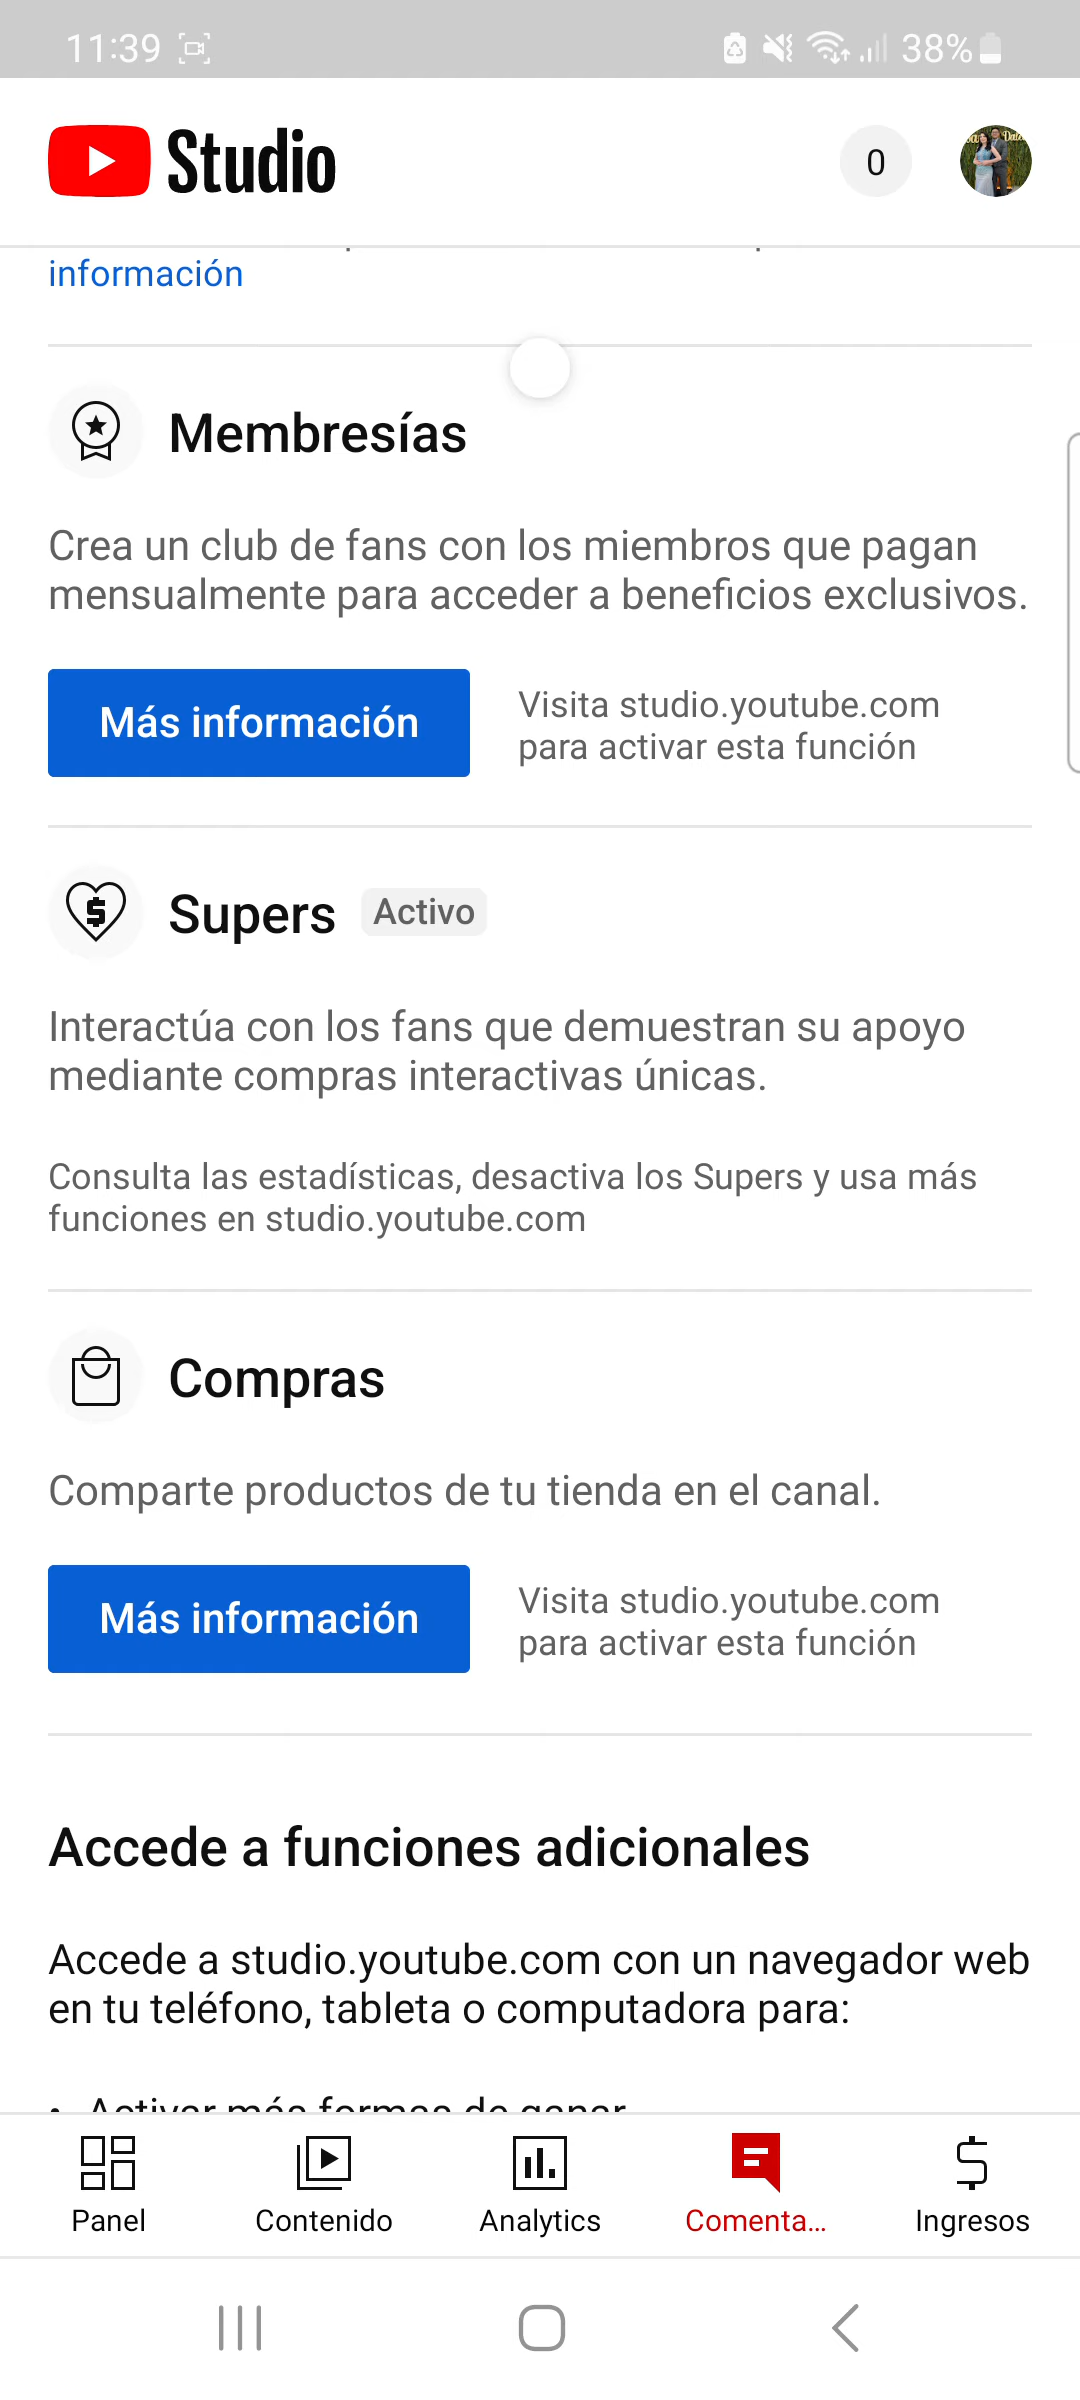 11:39
38%
Studio
0
información
Membresías
Crea un club de fans con los miembros que pagan
mensualmente para acceder a beneficios exclusivos.
Más información
Visita studio.youtube.com
para activar esta función
Supers Activo
Interactúa con los fans que demuestran su apoyo
mediante compras interactivas únicas.
Consulta las estadísticas, desactiva los Supers y usa más
funciones en studio.youtube.com
Compras
Comparte productos de tu tienda en el canal.
Más información
Visita studio.youtube.com
para activar esta función
Accede a funciones adicionales
Accede a studio.youtube.com con un navegador web
en tu teléfono, tableta o computadora para:
• Activar más formas de ganar
Panel
Contenido
Analytics
Comenta...
Ingresos